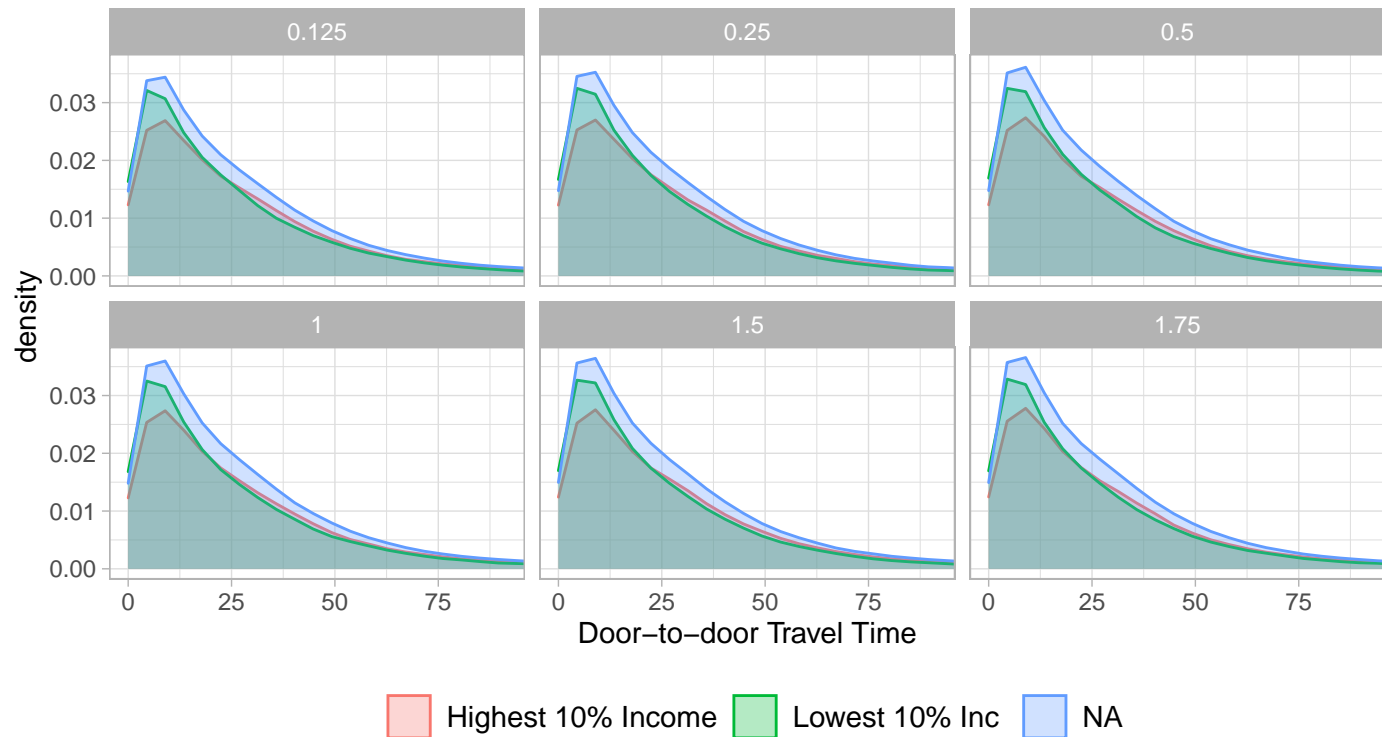 0.125 0.25 0.5
0.03
0.02
0.01
0.00
density
1 1.5 1.75
0.03
0.02
0.01
0.00
0 25 50 75 0 25 50 75 0 25 50 75
Door−to−door Travel Time
Highest 10% Income Lowest 10% Inc NA